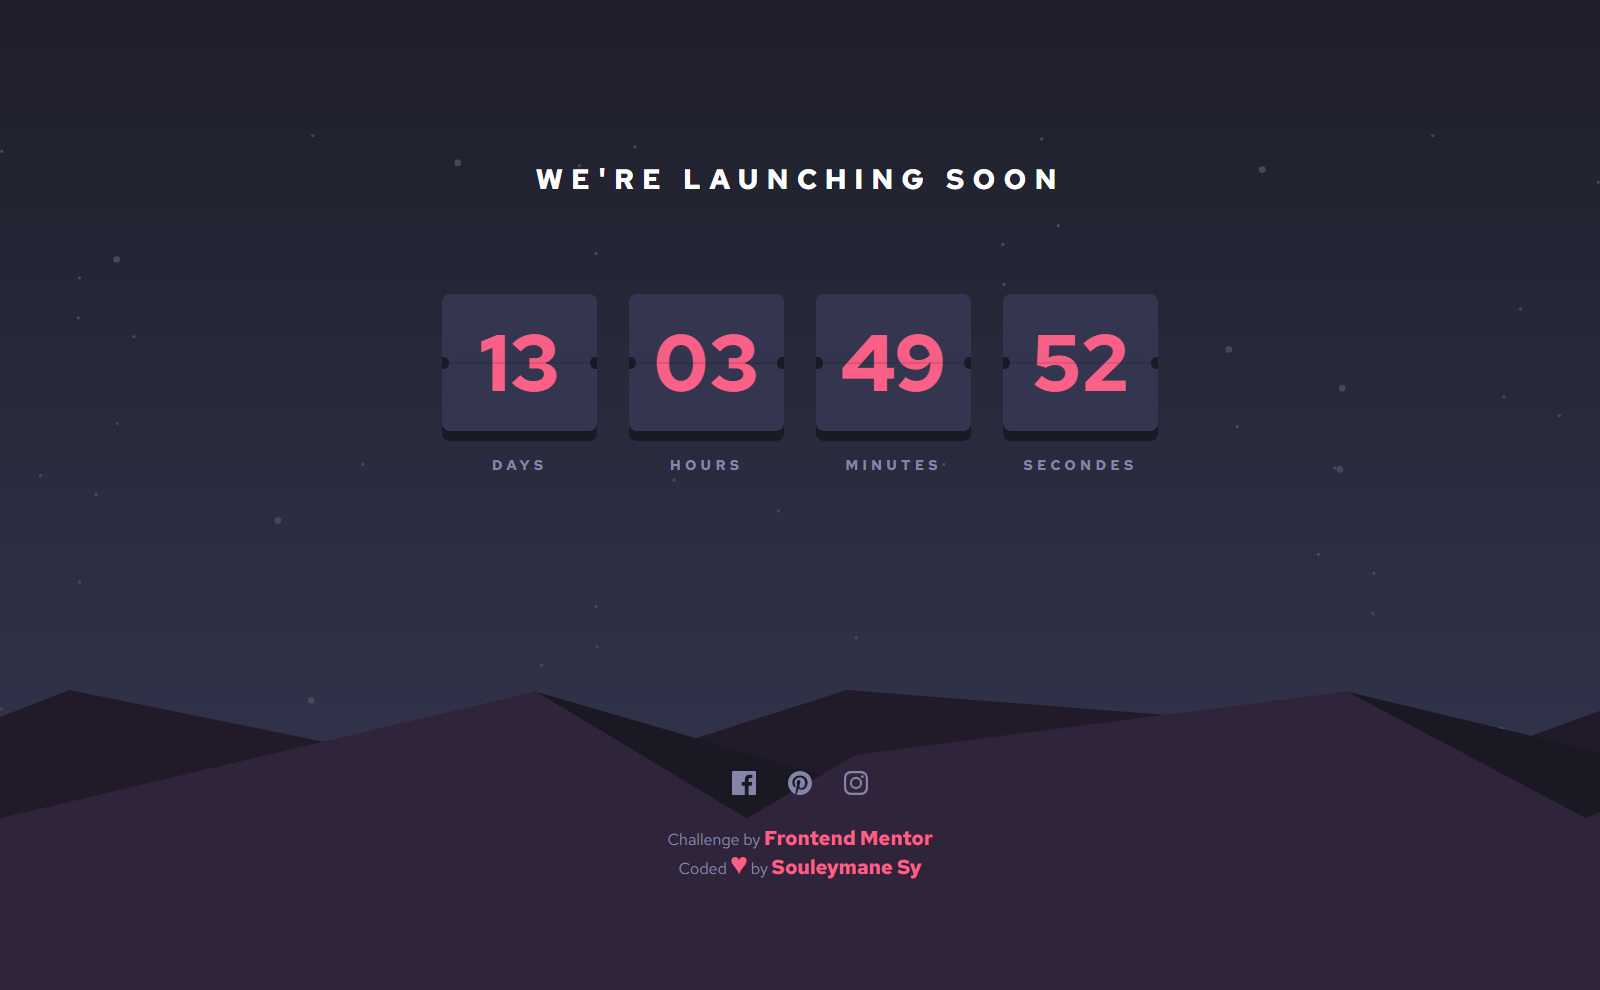 WE'RE LAUNCHING SOON
13 03 49 52
DAYS HOURS MINUTES SECONDES
Challenge by Frontend Mentor
Coded ♥ by Souleymane Sy